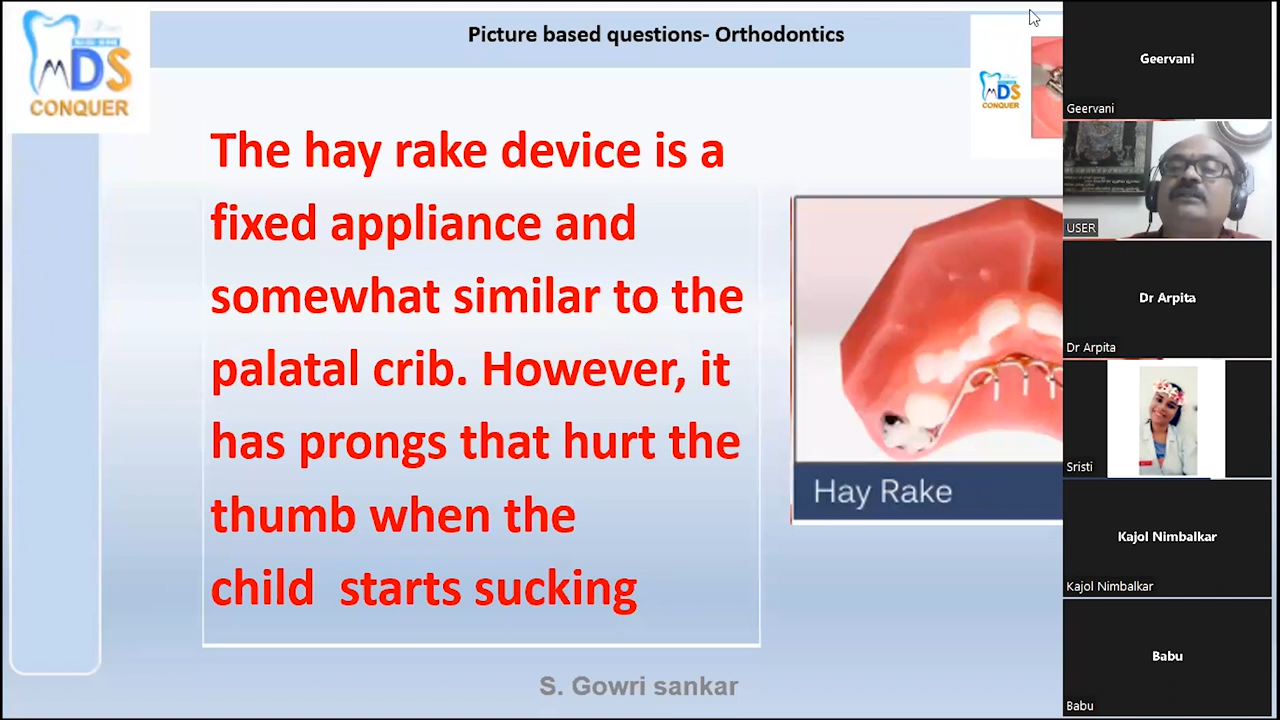 Picture based questions- Orthodontics
MDS
CONQUER
MDS
CONQUER
The hay rake device is a
fixed appliance and
somewhat similar to the
palatal crib. However, it
has prongs that hurt the
thumb when the
child  starts sucking
Hay Rake
S. Gowri sankar
Geervani
Geervani
USER
Dr Arpita
Dr Arpita
Sristi
Kajol Nimbalkar
Kajol Nimbalkar
Babu
Babu